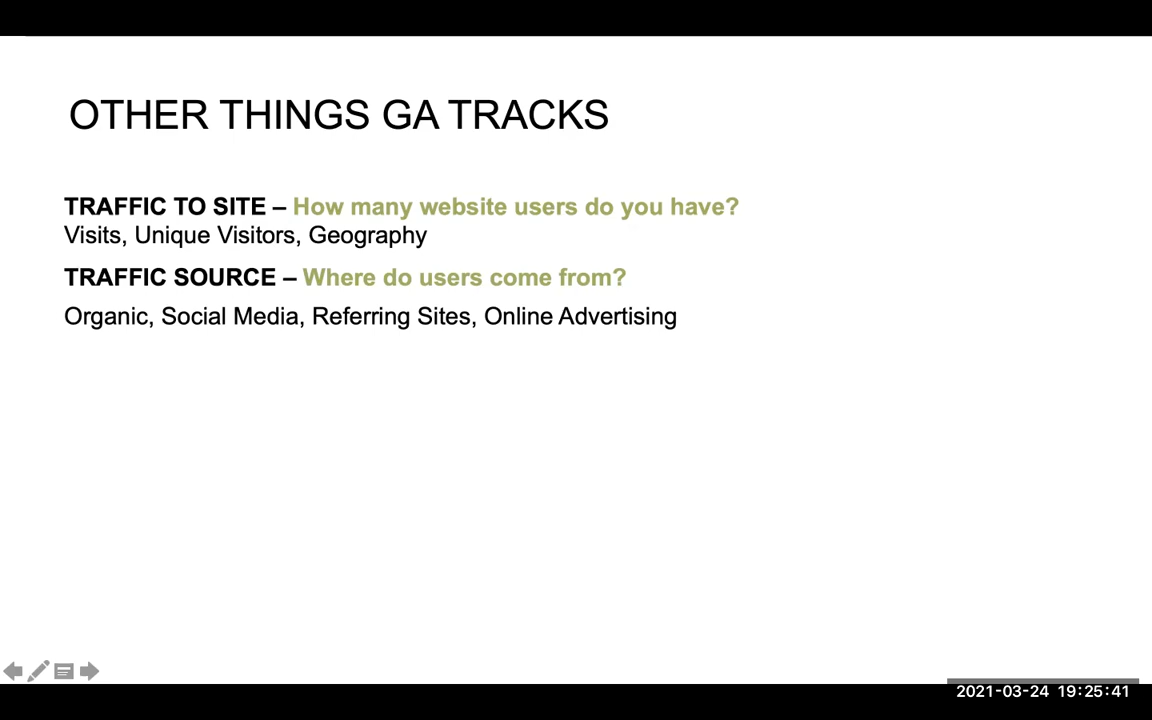 OTHER THINGS GA TRACKS
TRAFFIC TO SITE – How many website users do you have?
Visits, Unique Visitors, Geography
TRAFFIC SOURCE – Where do users come from?
Organic, Social Media, Referring Sites, Online Advertising
2021-03-24 19:25:41